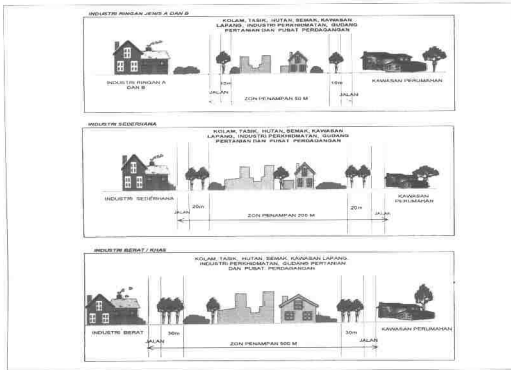 INDUSTRI RINGAN JENIS A DAN B
KOLAM, TASIK, HUTAN, SEMAK, KAWASAN
LAPANG, INDUSTRI PERKHIDMATAN, GUDANG
PERTANIAN DAN PUSAT PERDAGANGAN
INDUSTRI RINGAN A
DAN B
10m
10m
KAWASAN PERUMAHAN
JALAN
JALAN
ZON PENAMPAN 50 M
INDUSTRI SEDERHANA
KOLAM, TASIK, HUTAN, SEMAK, KAWASAN
LAPANG, INDUSTRI PERKHIDMATAN, GUDANG
PERTANIAN DAN PUSAT PERDAGANGAN
INDUSTRI SEDERHANA
20m
20m
KAWASAN
PERUMAHAN
JALAN
JALAN
ZON PENAMPAN 200 M
INDUSTRI BERAT / KHAS
KOLAM, TASIK, HUTAN, SEMAK, KAWASAN LAPANG,
INDUSTRI PERKHIDMATAN, GUDANG PERTANIAN
DAN PUSAT PERDAGANGAN
INDUSTRI BERAT
30m
KAWASAN PERUMAHAN
JALAN
JALAN
ZON PENAMPAN 500 M